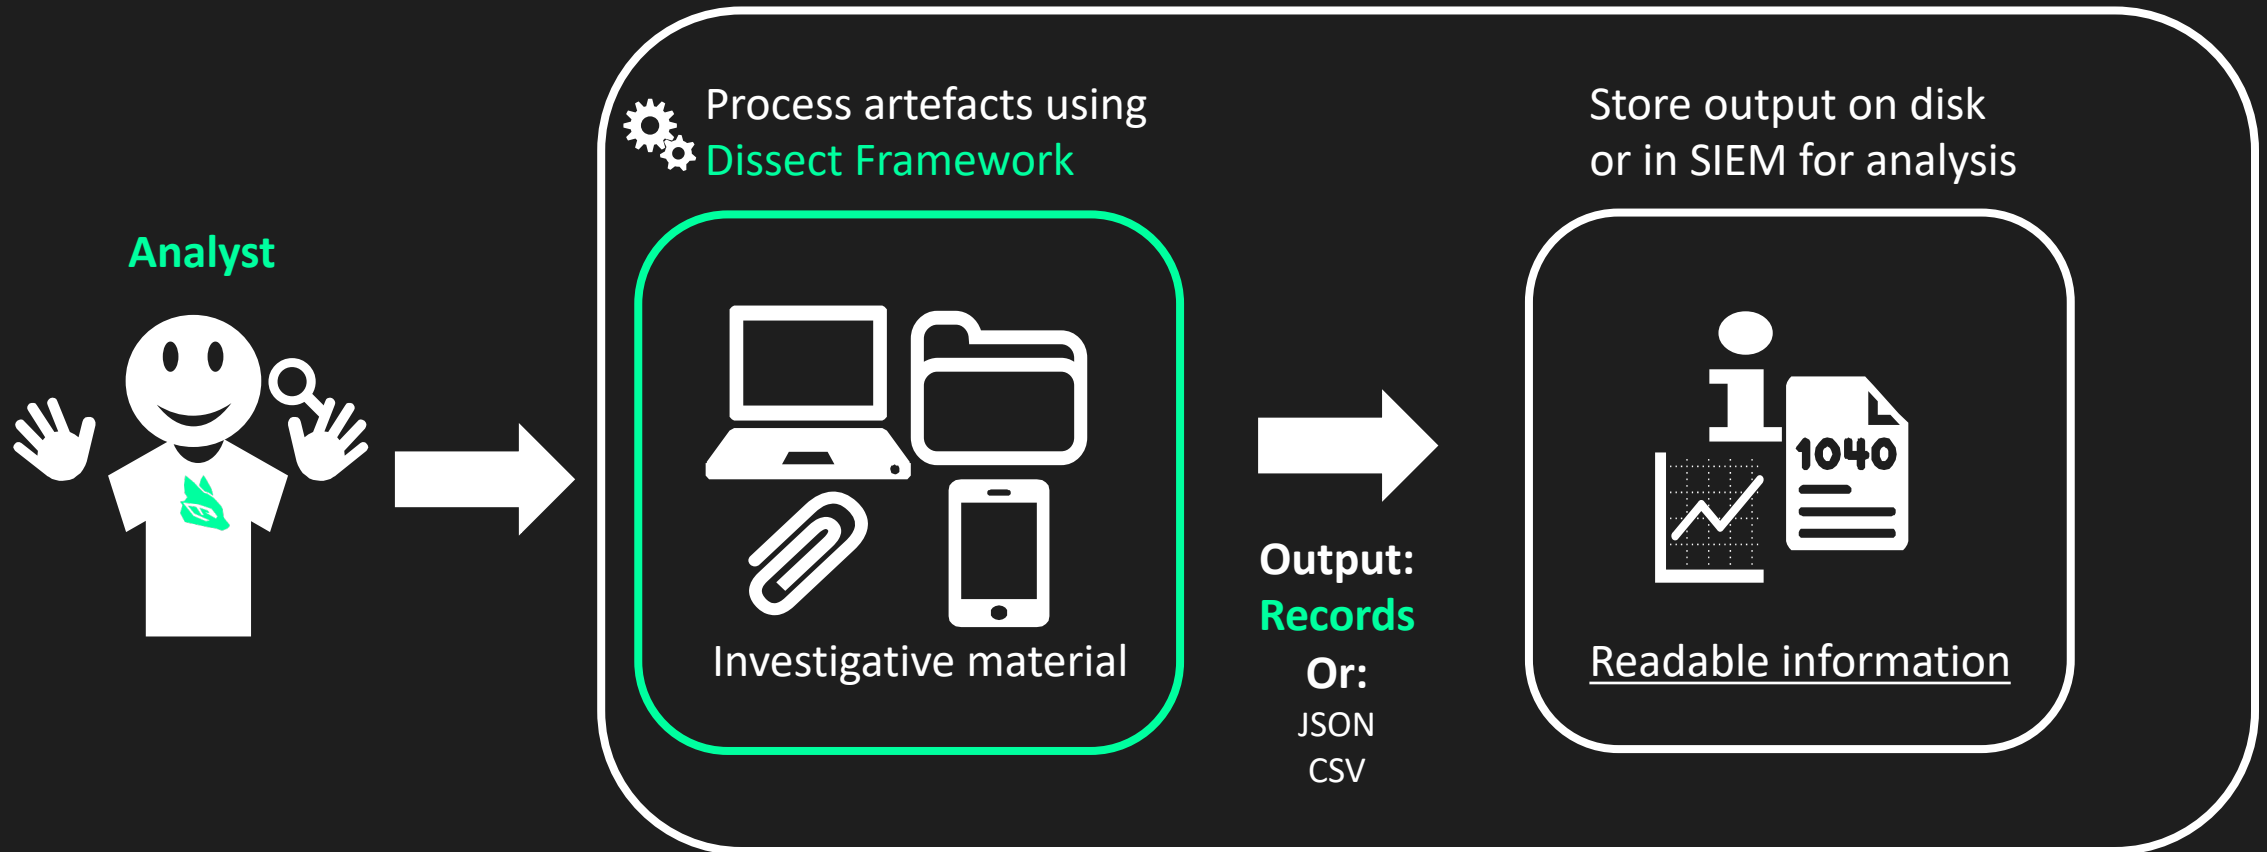 Analyst
Process artefacts using
Dissect Framework
Investigative material
Output:
Records
Or:
JSON
CSV
Store output on disk
or in SIEM for analysis
1040
Readable information